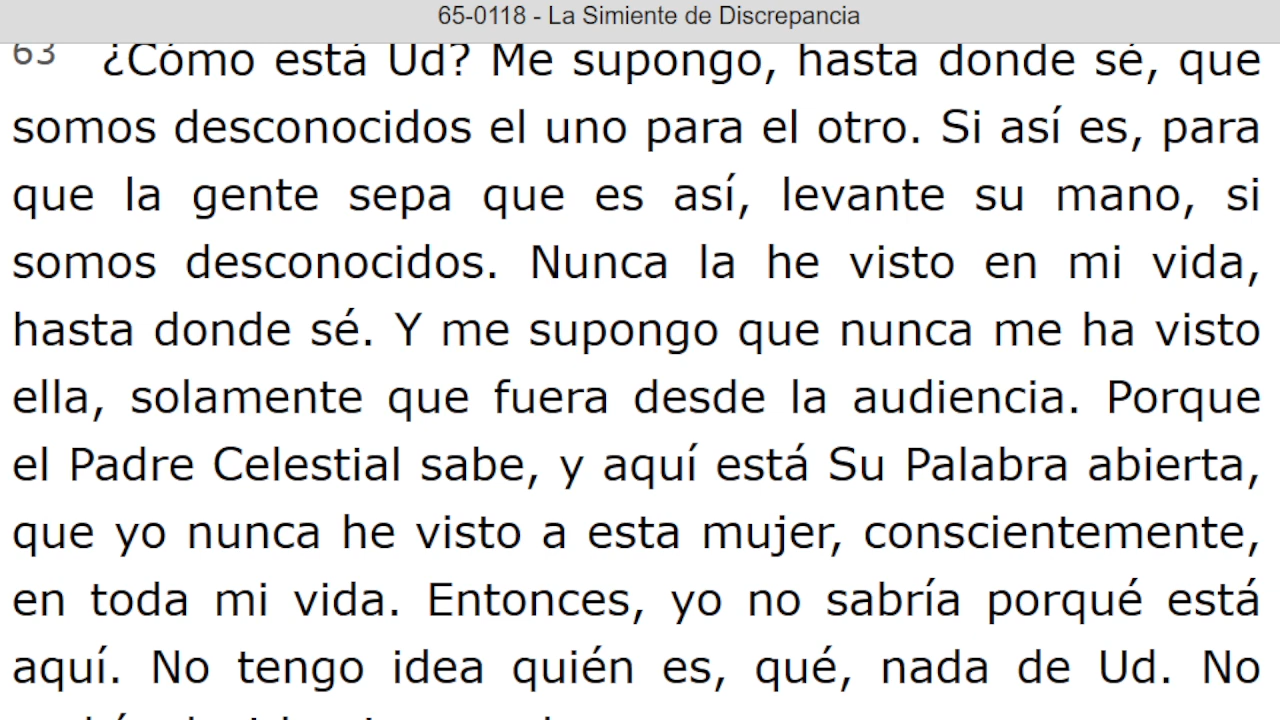 65-0118 - La Simiente de Discrepancia
63 ¿Cómo está Ud? Me supongo, hasta donde sé, que
somos desconocidos el uno para el otro. Si así es, para
que la gente sepa que es así, levante su mano, si
somos desconocidos. Nunca la he visto en mi vida,
hasta donde sé. Y me supongo que nunca me ha visto
ella, solamente que fuera desde la audiencia. Porque
el Padre Celestial sabe, y aquí está Su Palabra abierta,
que yo nunca he visto a esta mujer, conscientemente,
en toda mi vida. Entonces, yo no sabría porqué está
aquí. No tengo idea quién es, qué, nada de Ud. No